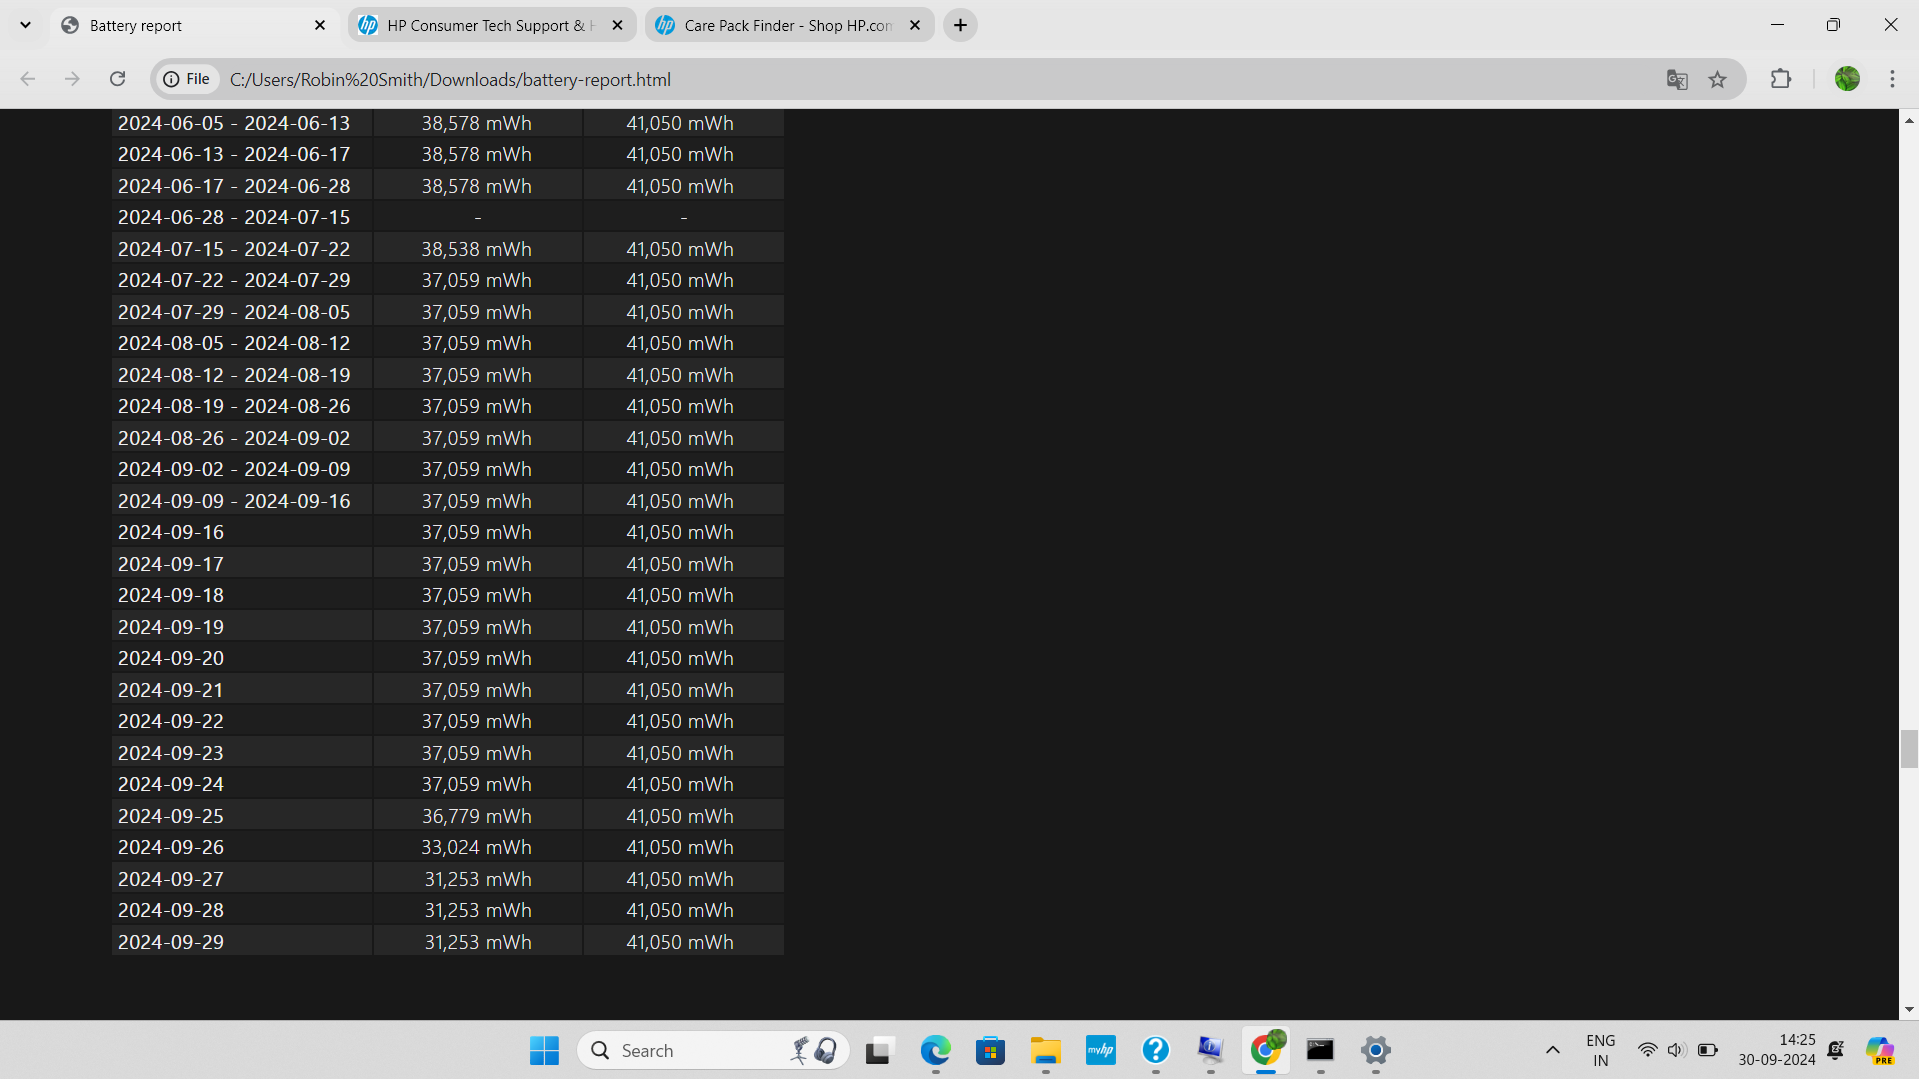 Battery report
HP Consumer Tech Support & H
Care Pack Finder - Shop HP.com
File C:/Users/Robin%20Smith/Downloads/battery-report.html
2024-06-05 - 2024-06-13 38,578 mWh 41,050 mWh
2024-06-13 - 2024-06-17 38,578 mWh 41,050 mWh
2024-06-17 - 2024-06-28 38,578 mWh 41,050 mWh
2024-06-28 - 2024-07-15 - -
2024-07-15 - 2024-07-22 38,538 mWh 41,050 mWh
2024-07-22 - 2024-07-29 37,059 mWh 41,050 mWh
2024-07-29 - 2024-08-05 37,059 mWh 41,050 mWh
2024-08-05 - 2024-08-12 37,059 mWh 41,050 mWh
2024-08-12 - 2024-08-19 37,059 mWh 41,050 mWh
2024-08-19 - 2024-08-26 37,059 mWh 41,050 mWh
2024-08-26 - 2024-09-02 37,059 mWh 41,050 mWh
2024-09-02 - 2024-09-09 37,059 mWh 41,050 mWh
2024-09-09 - 2024-09-16 37,059 mWh 41,050 mWh
2024-09-16 37,059 mWh 41,050 mWh
2024-09-17 37,059 mWh 41,050 mWh
2024-09-18 37,059 mWh 41,050 mWh
2024-09-19 37,059 mWh 41,050 mWh
2024-09-20 37,059 mWh 41,050 mWh
2024-09-21 37,059 mWh 41,050 mWh
2024-09-22 37,059 mWh 41,050 mWh
2024-09-23 37,059 mWh 41,050 mWh
2024-09-24 37,059 mWh 41,050 mWh
2024-09-25 36,779 mWh 41,050 mWh
2024-09-26 33,024 mWh 41,050 mWh
2024-09-27 31,253 mWh 41,050 mWh
2024-09-28 31,253 mWh 41,050 mWh
2024-09-29 31,253 mWh 41,050 mWh
Search
myhp
ENG
IN
14:25
30-09-2024
PRE